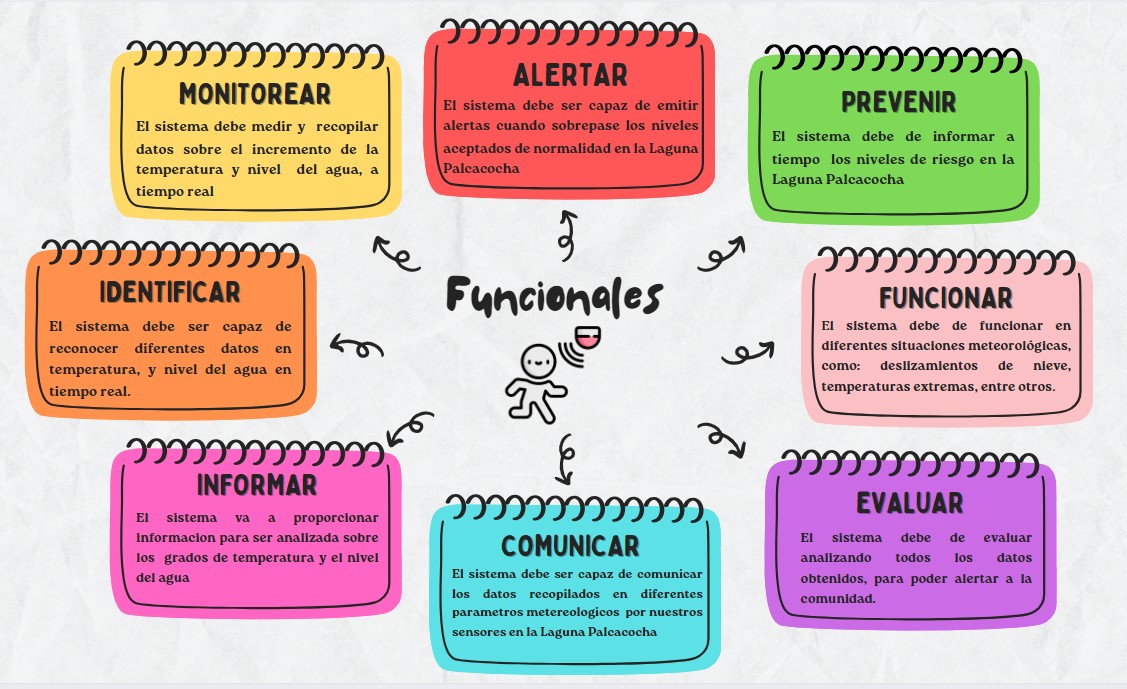 MONITOREAR
El sistema debe medir y recopilar
datos sobre el incremento de la
temperatura y nivel del agua, a
tiempo real
ALERTAR
El sistema debe ser capaz de emitir
alertas cuando sobrepase los niveles
aceptados de normalidad en la Laguna
Palcacocha
PREVENIR
El sistema debe de informar a
tiempo los niveles de riesgo en la
Laguna Palcacocha
IDENTIFICAR
El sistema debe ser capaz de
reconocer diferentes datos en
temperatura, y nivel del agua en
tiempo real.
Funcionales
FUNCIONAR
El sistema debe de funcionar en
diferentes situaciones meteorológicas,
como: deslizamientos de nieve,
temperaturas extremas, entre otros.
INFORMAR
El sistema va a proporcionar
informacion para ser analizada sobre
los grados de temperatura y el nivel
del agua
COMUNICAR
El sistema debe ser capaz de comunicar
los datos recopilados en diferentes
parametros metereologicos por nuestros
sensores en la Laguna Palcacocha
EVALUAR
El sistema debe de evaluar
analizando todos los datos
obtenidos, para poder alertar a la
comunidad.